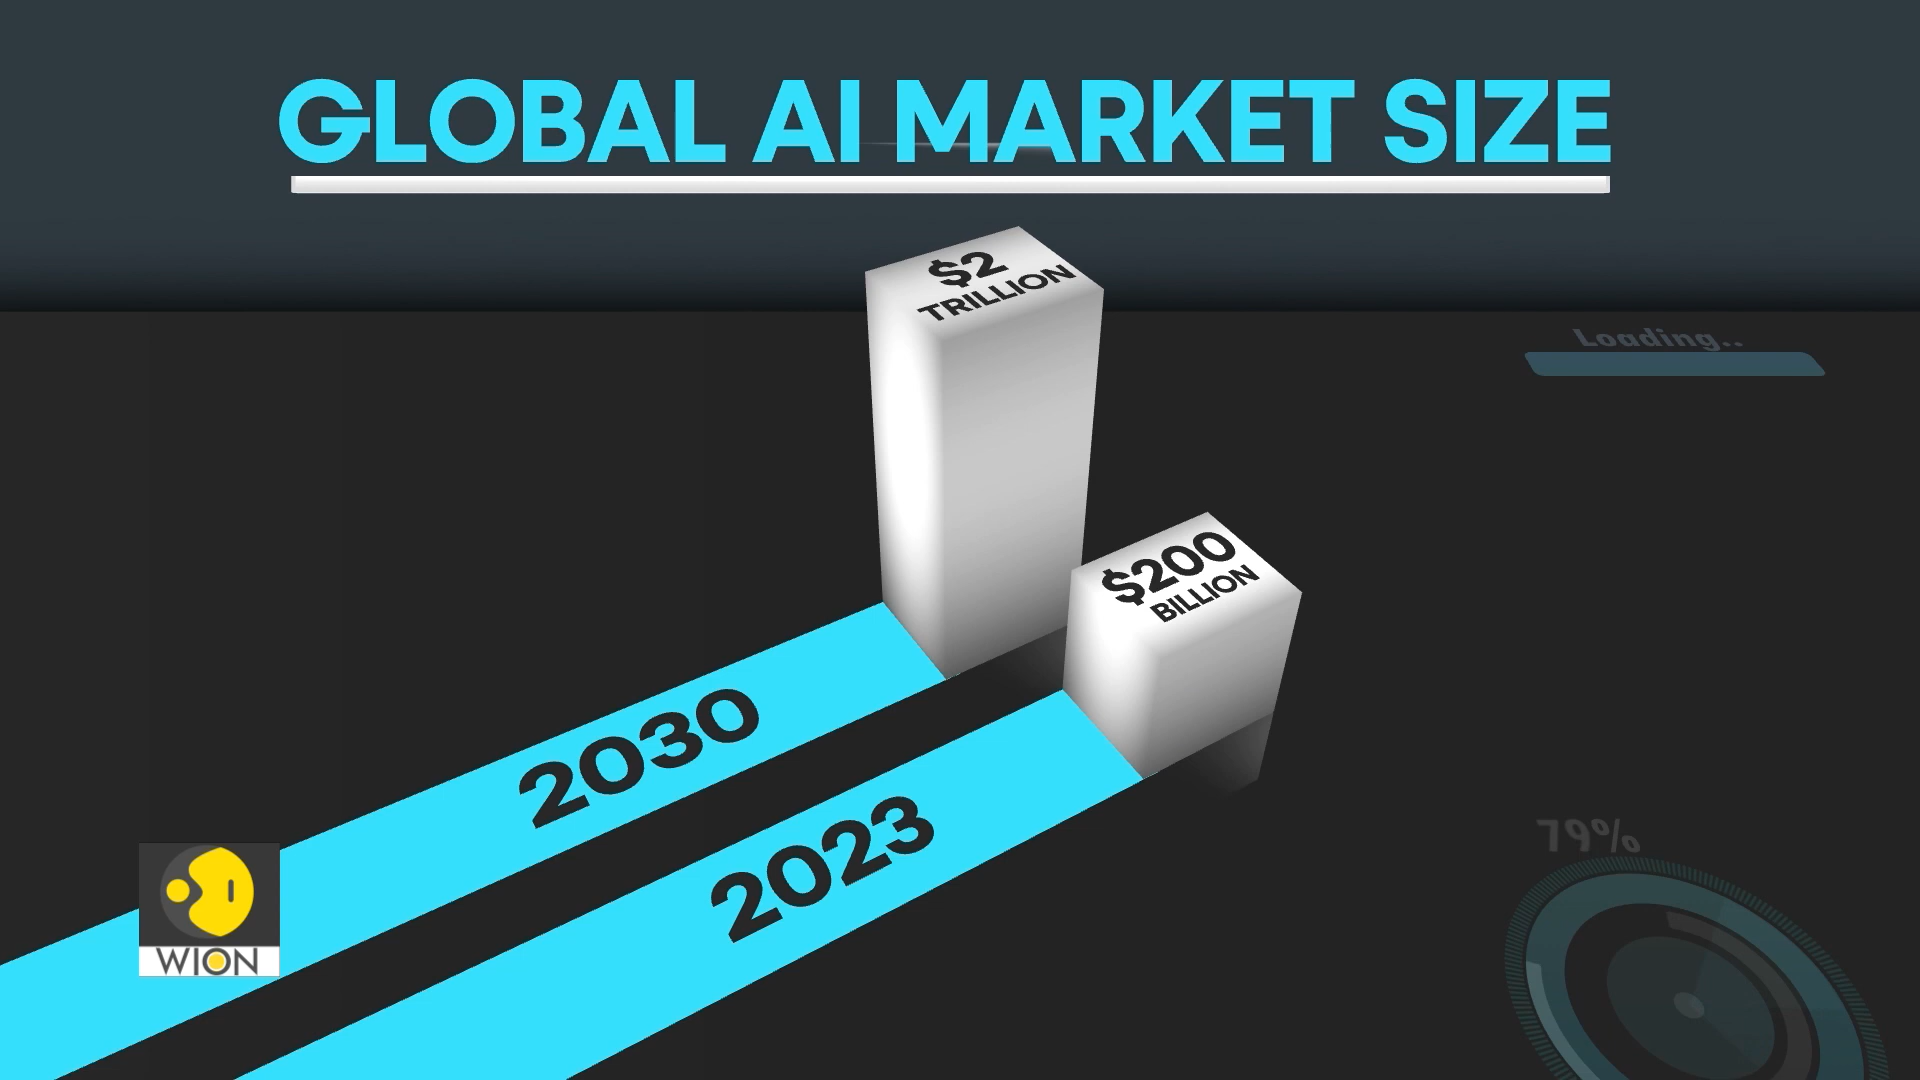 GLOBAL AI MARKET SIZE
$2
TRILLION
Loading..
$200
BILLION
2030
2023
79%
WION